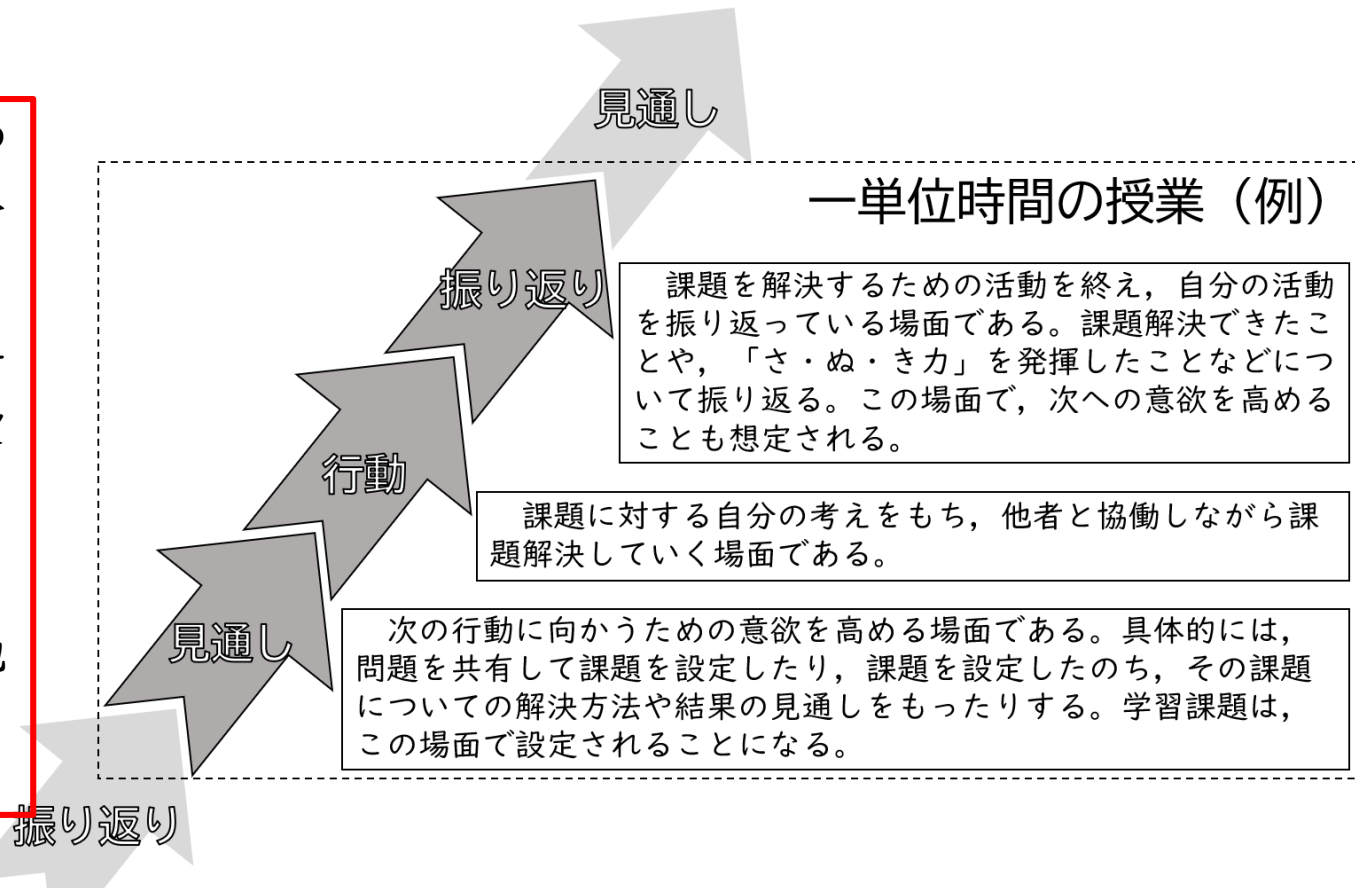 見通し
一単位時間の授業（例）
振り返り
　課題を解決するための活動を終え，自分の活動
を振り返っている場面である。課題解決できたこ
とや，「さ・ぬ・き力」を発揮したことなどにつ
いて振り返る。この場面で，次への意欲を高める
ことも想定される。
行動
　課題に対する自分の考えをもち，他者と協働しながら課
題解決していく場面である。
見通し
　次の行動に向かうための意欲を高める場面である。具体的には，
問題を共有して課題を設定したり，課題を設定したのち，その課題
についての解決方法や結果の見通しをもったりする。学習課題は，
この場面で設定されることになる。
振り返り